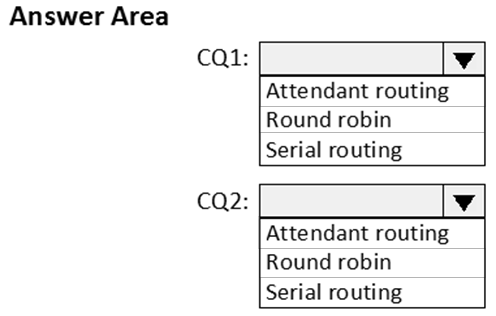 Answer Area
CQ1:
Attendant routing
Round robin
Serial routing
CQ2:
Attendant routing
Round robin
Serial routing